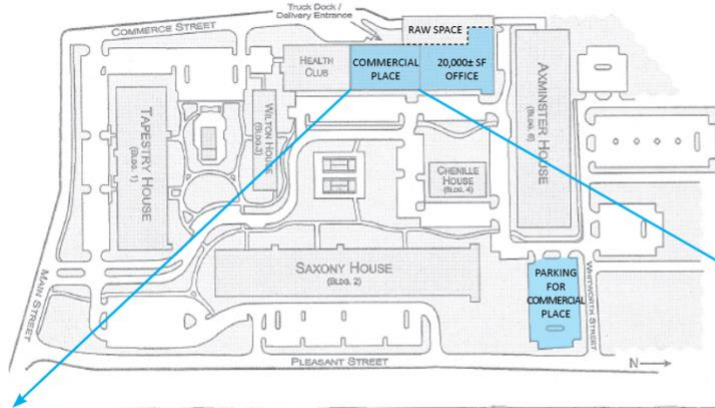 Truck Dock /
Delivery Entrance
COMMERCE STREET
RAW SPACE
HEALTH
CLUB
COMMERCIAL
PLACE
20,000± SF
OFFICE
AXMINSTER HOUSE
(BLDG. 6)
TAPESTRY HOUSE
(BLDG. 1)
WILTON HOUSE
(BLDG.3)
CHENILLE
HOUSE
(BLDG. 4)
SAXONY HOUSE
(BLDG. 2)
PARKING
FOR
COMMERCIAL
PLACE
WHITWORTH STREET
MAIN STREET
PLEASANT STREET
N